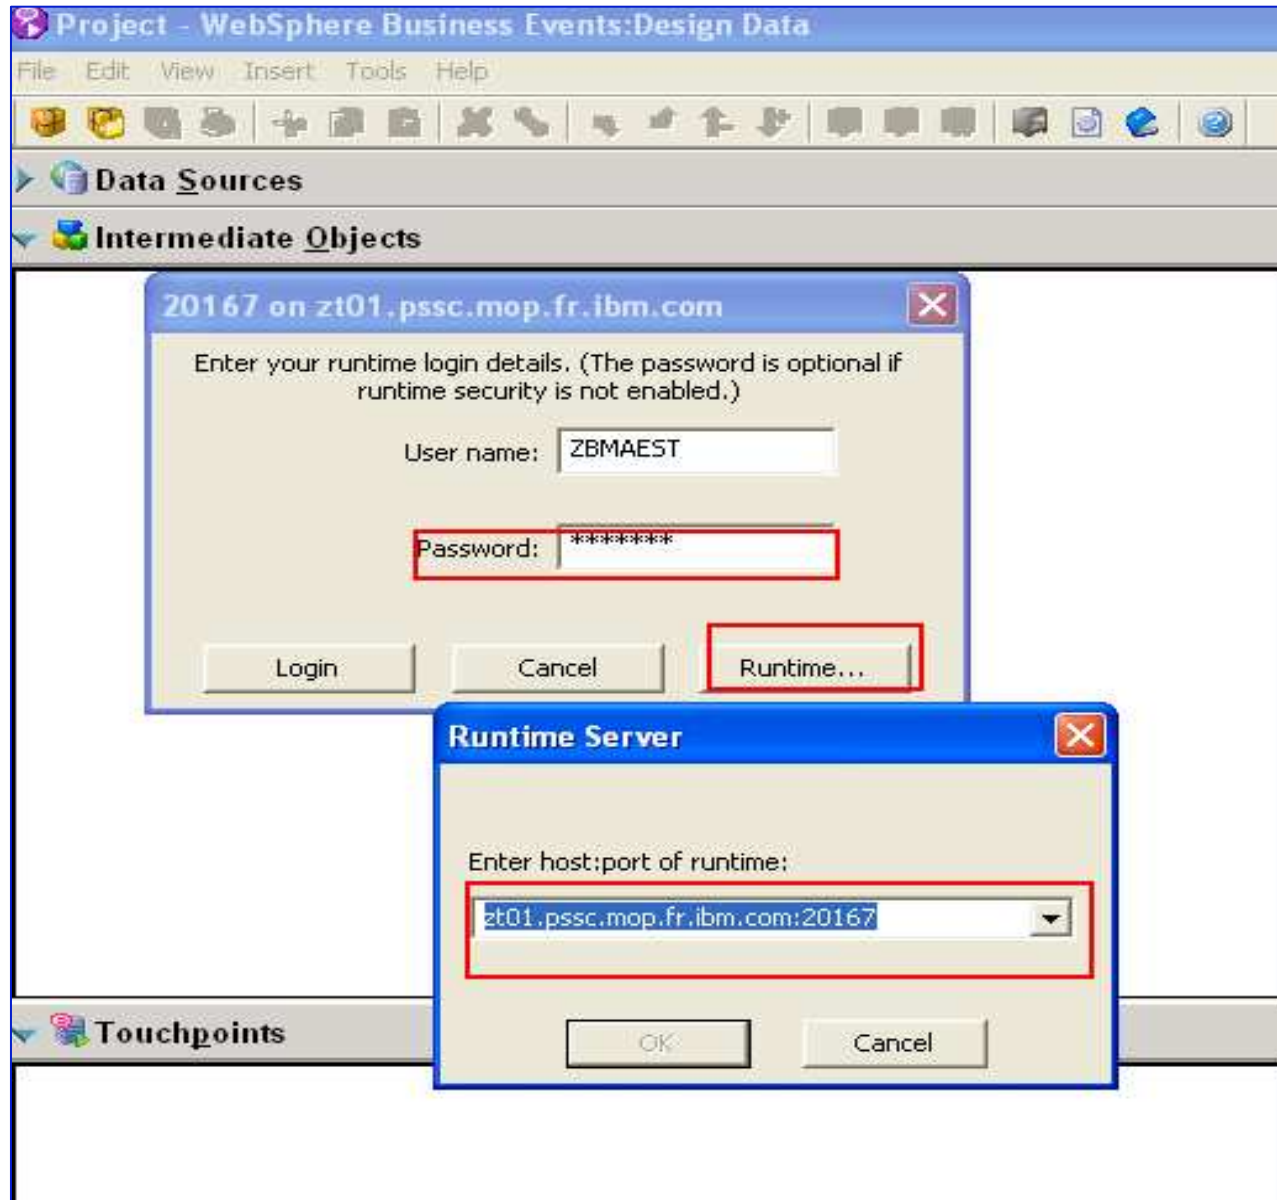 Project - WebSphere Business Events:Design Data
File Edit View Insert Tools Help
Data Sources
Intermediate Objects
20167 on zt01.pssc.mop.fr.ibm.com
Enter your runtime login details. (The password is optional if
runtime security is not enabled.)
User name: ZBMAEST
Password: *******
Login Cancel Runtime...
Runtime Server
Enter host:port of runtime:
zt01.pssc.mop.fr.ibm.com:20167
OK Cancel
Touchpoints